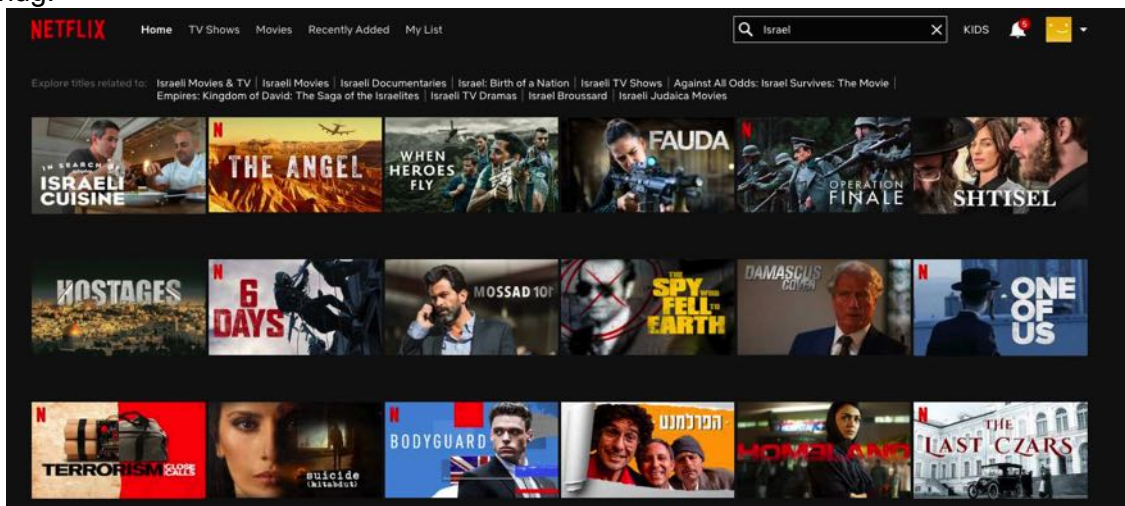 nag.
NETFLIX Home TV Shows Movies Recently Added My List Israel KIDS 5
Explore titles related to: Israeli Movies & TV | Israeli Movies | Israeli Documentaries | Israel: Birth of a Nation | Israeli TV Shows | Against All Odds: Israel Survives: The Movie |
Empires: Kingdom of David: The Saga of the Israelites | Israeli TV Dramas | Israel Broussard | Israeli Judaica Movies
IN SEARCH OF
ISRAELI
CUISINE
N
THE ANGEL
WHEN
HEROES
FLY
FAUDA
N
OPERATION
FINALE
SHTISEL
HOSTAGES
N
6
DAYS
MOSSAD 101
THE
SPY WHO
FELL TO
EARTH
DAMASCUS
COVER
N
ONE
OF
US
N
TERRORISM CLOSE
CALLS
suicide
(hitabdut)
N
BODYGUARD
הפרלמנט
HOMELAND
N
THE
LAST CZARS